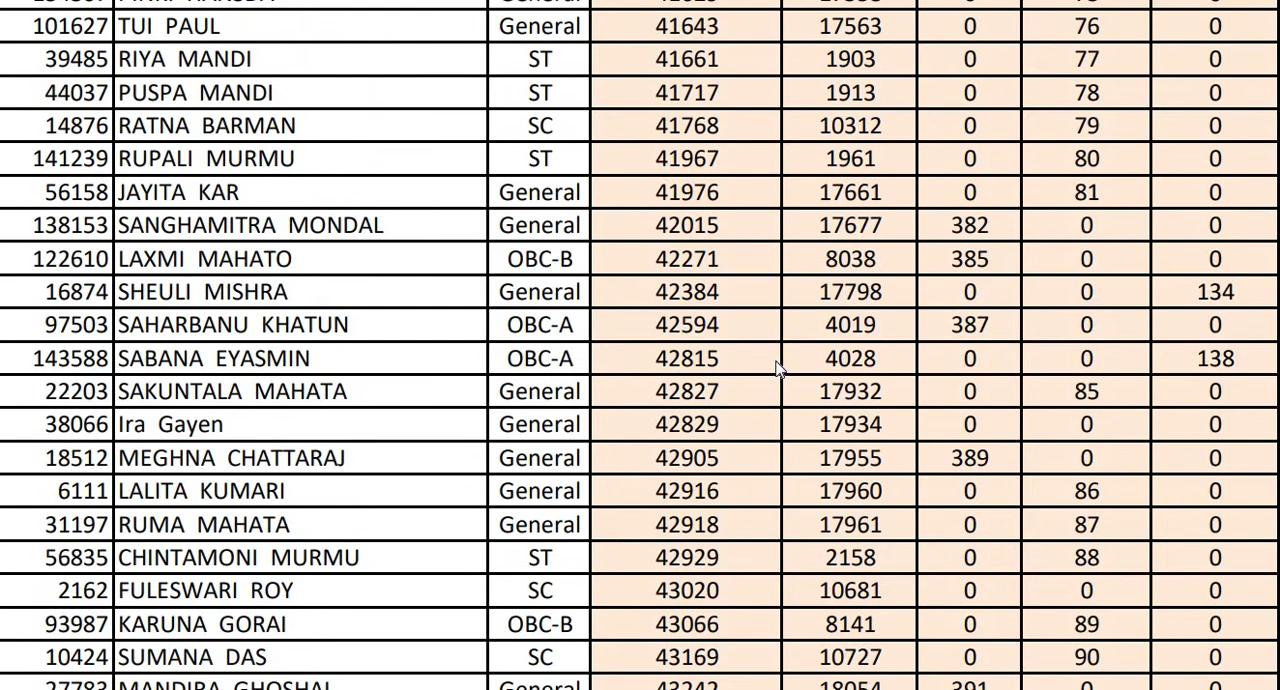 101627 TUI PAUL General 41643 17563 0 76 0
39485 RIYA MANDI ST 41661 1903 0 77 0
44037 PUSPA MANDI ST 41717 1913 0 78 0
14876 RATNA BARMAN SC 41768 10312 0 79 0
141239 RUPALI MURMU ST 41967 1961 0 80 0
56158 JAYITA KAR General 41976 17661 0 81 0
138153 SANGHAMITRA MONDAL General 42015 17677 382 0 0
122610 LAXMI MAHATO OBC-B 42271 8038 385 0 0
16874 SHEULI MISHRA General 42384 17798 0 0 134
97503 SAHARBANU KHATUN OBC-A 42594 4019 387 0 0
143588 SABANA EYASMIN OBC-A 42815 4028 0 0 138
22203 SAKUNTALA MAHATA General 42827 17932 0 85 0
38066 Ira Gayen General 42829 17934 0 0 0
18512 MEGHNA CHATTARAJ General 42905 17955 389 0 0
6111 LALITA KUMARI General 42916 17960 0 86 0
31197 RUMA MAHATA General 42918 17961 0 87 0
56835 CHINTAMONI MURMU ST 42929 2158 0 88 0
2162 FULESWARI ROY SC 43020 10681 0 0 0
93987 KARUNA GORAI OBC-B 43066 8141 0 89 0
10424 SUMANA DAS SC 43169 10727 0 90 0
27783 MANDIRA GHOSHAL General 43242 18054 391 0 0